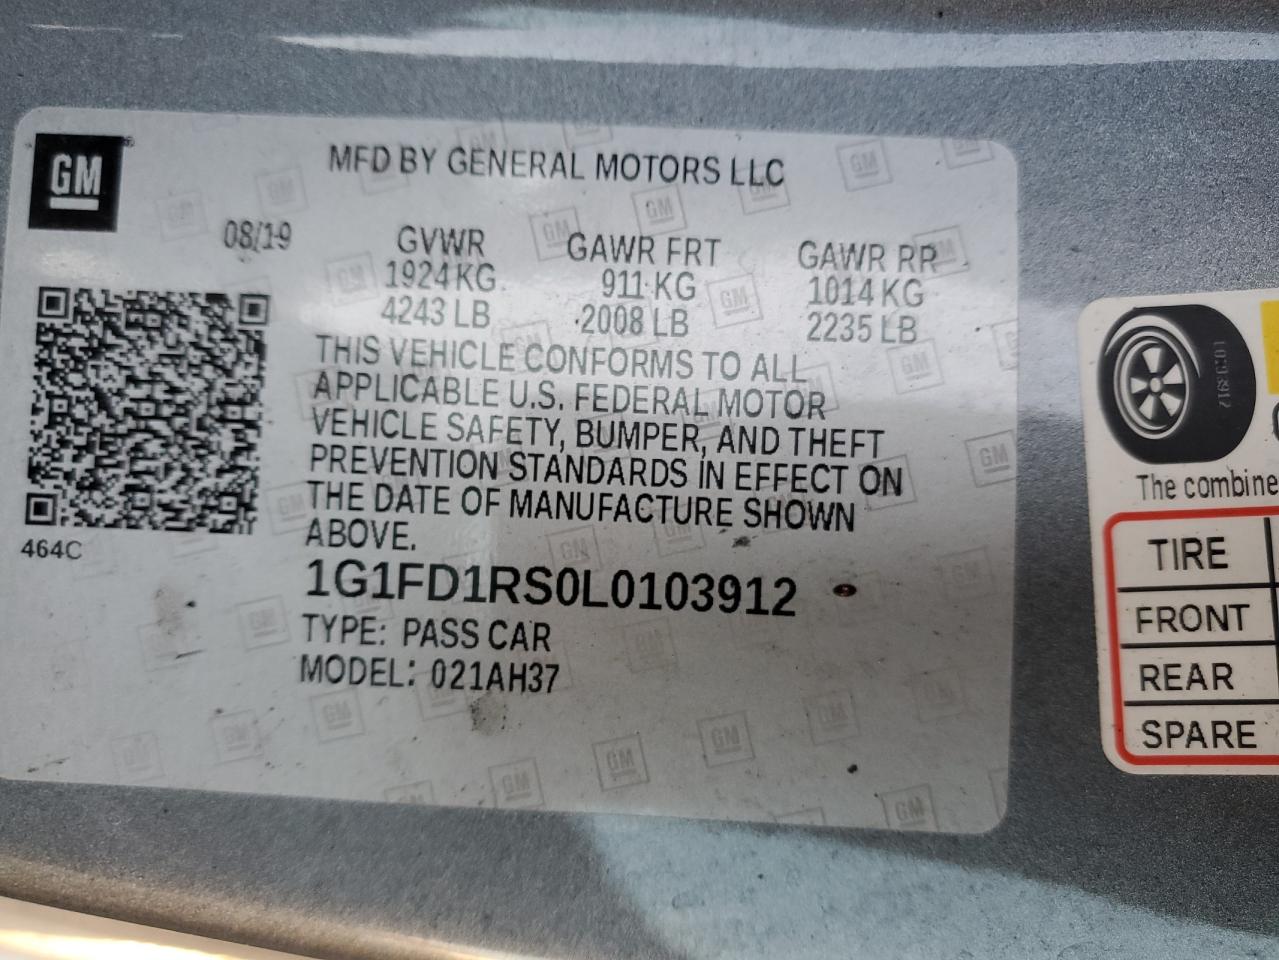 GM
MFD BY GENERAL MOTORS LLC
08/19
GVWR
1924 KG
4243 LB
GAWR FRT
911 KG
2008 LB
GAWR RR
1014 KG
2235 LB
THIS VEHICLE CONFORMS TO ALL
APPLICABLE U.S. FEDERAL MOTOR
VEHICLE SAFETY, BUMPER, AND THEFT
PREVENTION STANDARDS IN EFFECT ON
THE DATE OF MANUFACTURE SHOWN
ABOVE.
464C
1G1FD1RS0L0103912
TYPE: PASS CAR
MODEL: 021AH37
L0103912
The combine
TIRE
FRONT
REAR
SPARE